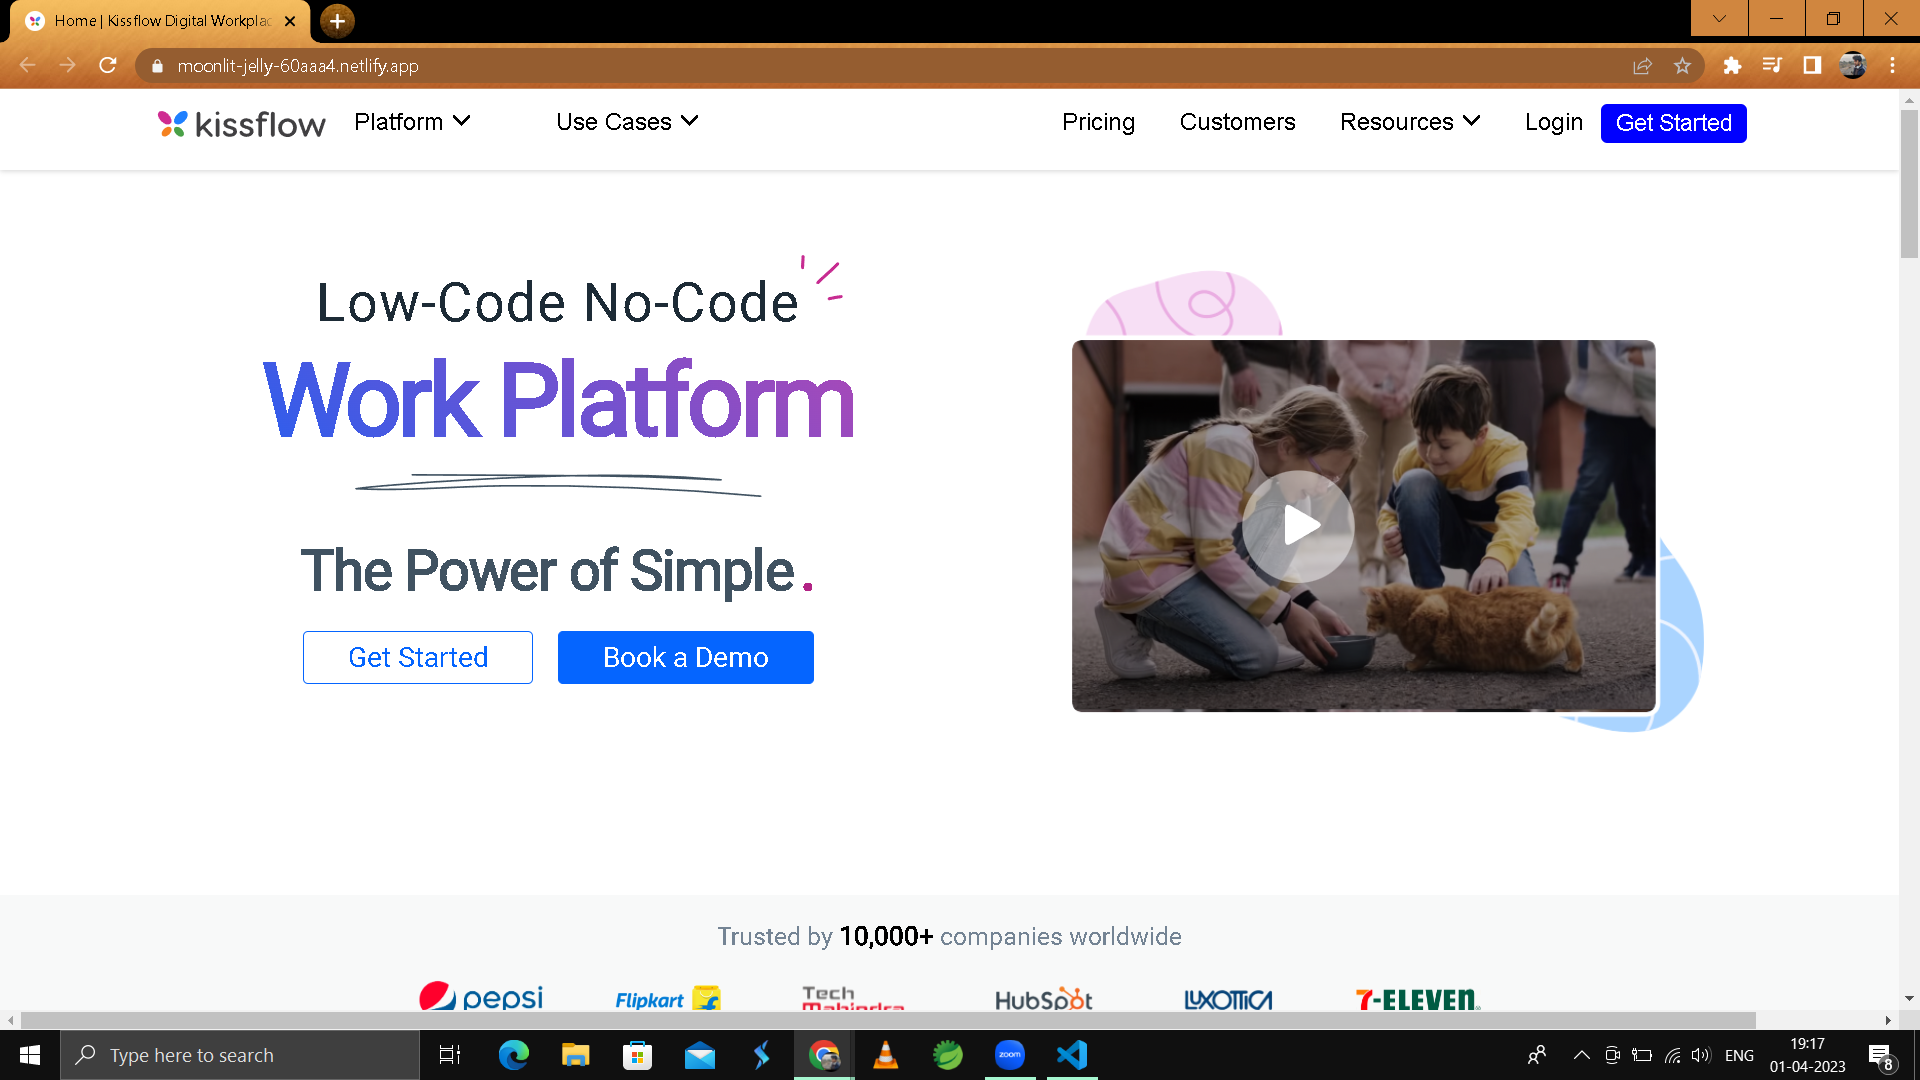 Home | Kissflow Digital Workplac
moonlit-jelly-60aaa4.netlify.app
kissflow Platform Use Cases Pricing Customers Resources Login Get Started
Low-Code No-Code
Work Platform
The Power of Simple.
Get Started Book a Demo
Trusted by 10,000+ companies worldwide
pepsi Flipkart Tech Mahindra HubSpot LUXOTTICA 7-ELEVEN
Type here to search
zoom
ENG
19:17
01-04-2023
8